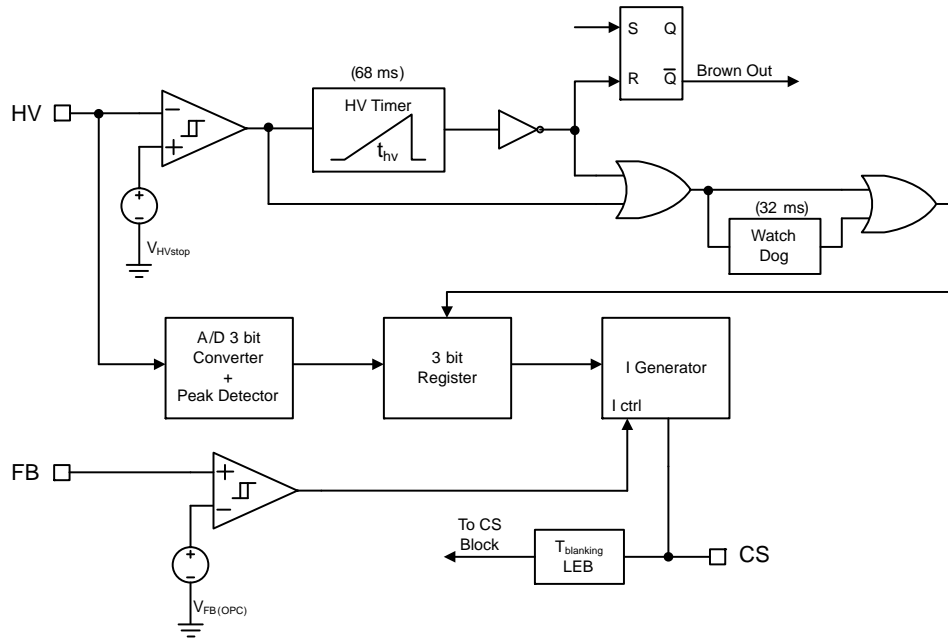 S Q
R Q̅
Brown Out
(68 ms)
HV Timer
t_hv
HV
V_HVstop
(32 ms)
Watch
Dog
A/D 3 bit
Converter
+
Peak Detector
3 bit
Register
I Generator
I ctrl
FB
V_FB(OPC)
To CS
Block
T_blanking
LEB
CS